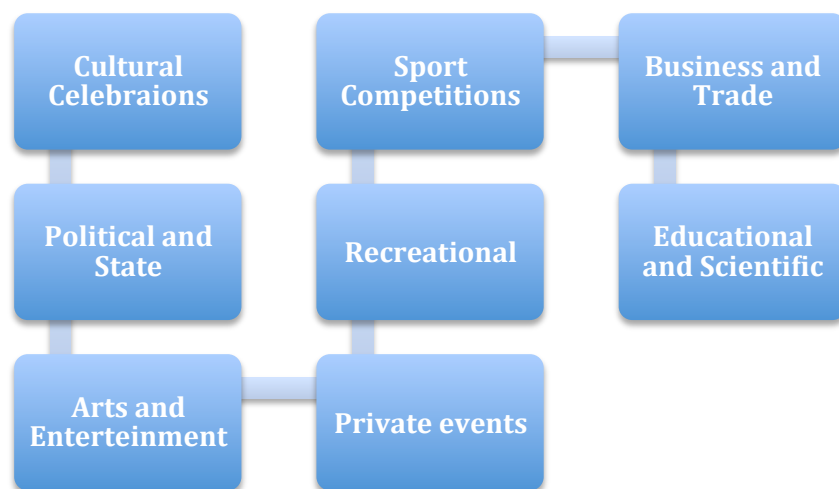 Cultural
Celebraions
Political and
State
Arts and
Enterteinment
Private events
Recreational
Sport
Competitions
Business and
Trade
Educational
and Scientific